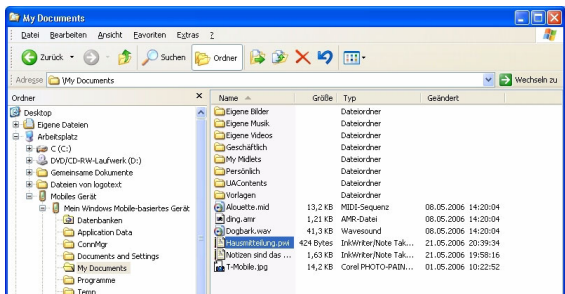 My Documents
Datei Bearbeiten Ansicht Favoriten Extras ?
Zurück Suchen Ordner
Adresse \My Documents Wechseln zu
Ordner Name Größe Typ Geändert
Desktop
Eigene Dateien
Arbeitsplatz
C (C:)
DVD/CD-RW-Laufwerk (D:)
Gemeinsame Dokumente
Dateien von logotext
Mobiles Gerät
Mein Windows Mobile-basiertes Gerät
Datenbanken
Application Data
ConnMgr
Documents and Settings
My Documents
Programme
Temp
Eigene Bilder Dateiordner
Eigene Musik Dateiordner
Eigene Videos Dateiordner
Geschäftlich Dateiordner
My Midlets Dateiordner
Persönlich Dateiordner
UAContents Dateiordner
Vorlagen Dateiordner
Alouette.mid 13,2 KB MIDI-Sequenz 08.05.2006 14:20:04
ding.amr 1,21 KB AMR-Datei 08.05.2006 14:20:04
Dogbark.wav 41,3 KB Wavesound 08.05.2006 14:20:04
Hausmitteilung.pwi 424 Bytes InkWriter/Note Tak... 21.05.2006 20:39:34
Notizen sind das ... 1,63 KB InkWriter/Note Tak... 21.05.2006 19:58:16
T-Mobile.jpg 14,2 KB Corel PHOTO-PAIN... 01.05.2006 10:22:52